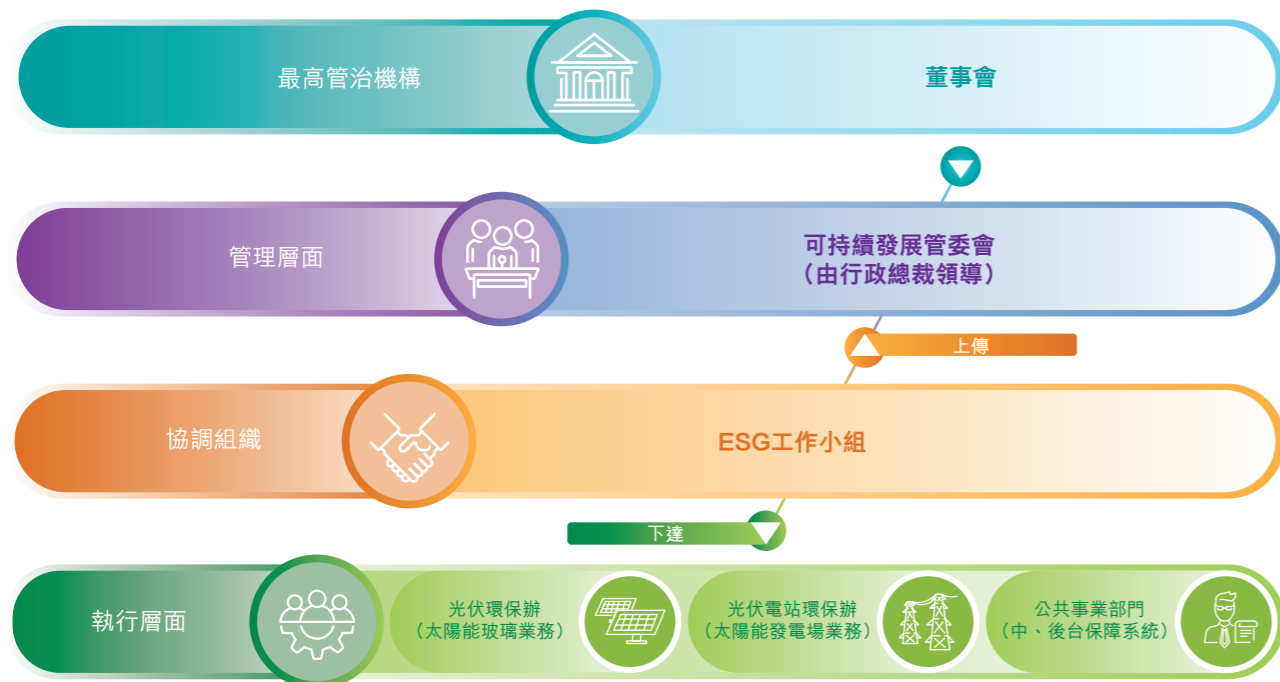 最高管治機構
董事會
管理層面
可持續發展管委會
（由行政總裁領導）
上傳
協調組織
ESG工作小組
下達
執行層面
光伏環保辦
（太陽能玻璃業務）
光伏電站環保辦
（太陽能發電場業務）
公共事業部門
（中、後台保障系統）